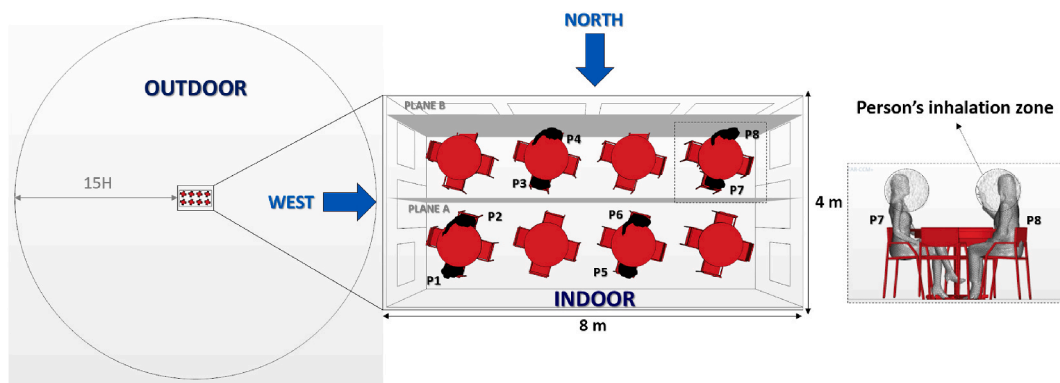 NORTH
OUTDOOR
PLANE B
Person's inhalation zone
P4
P8
15H
P3
P7
WEST
4 m
PLANE A
P2
P6
P7
P8
P1
P5
INDOOR
8 m